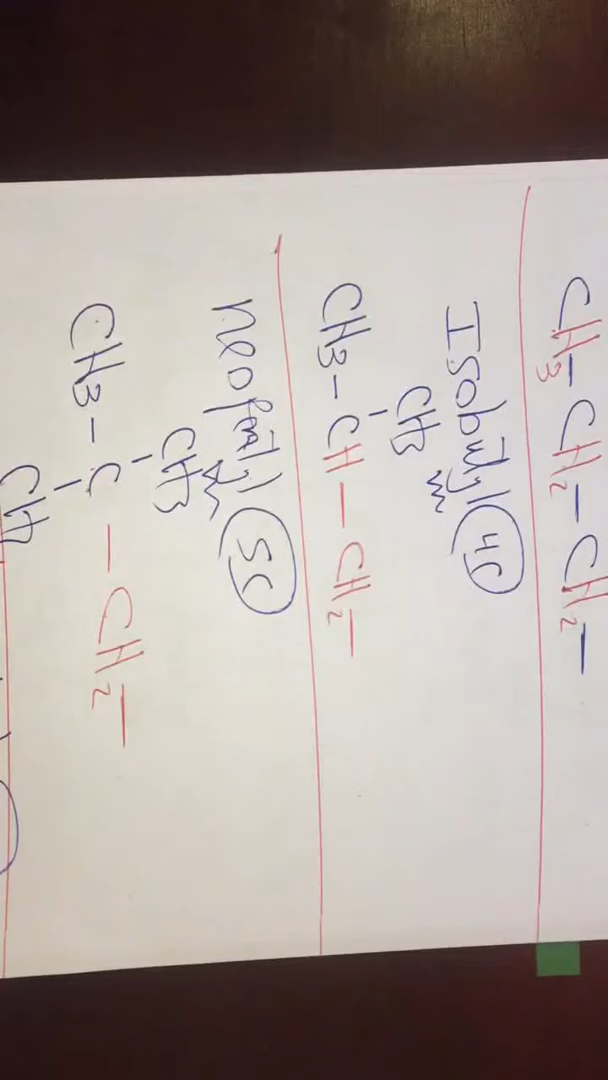 CH3-CH2-CH2-
Isobutyl 4C
CH3
CH3-CH-CH2-
neopentyl 5C
CH3
CH3-C-CH2-
CH3